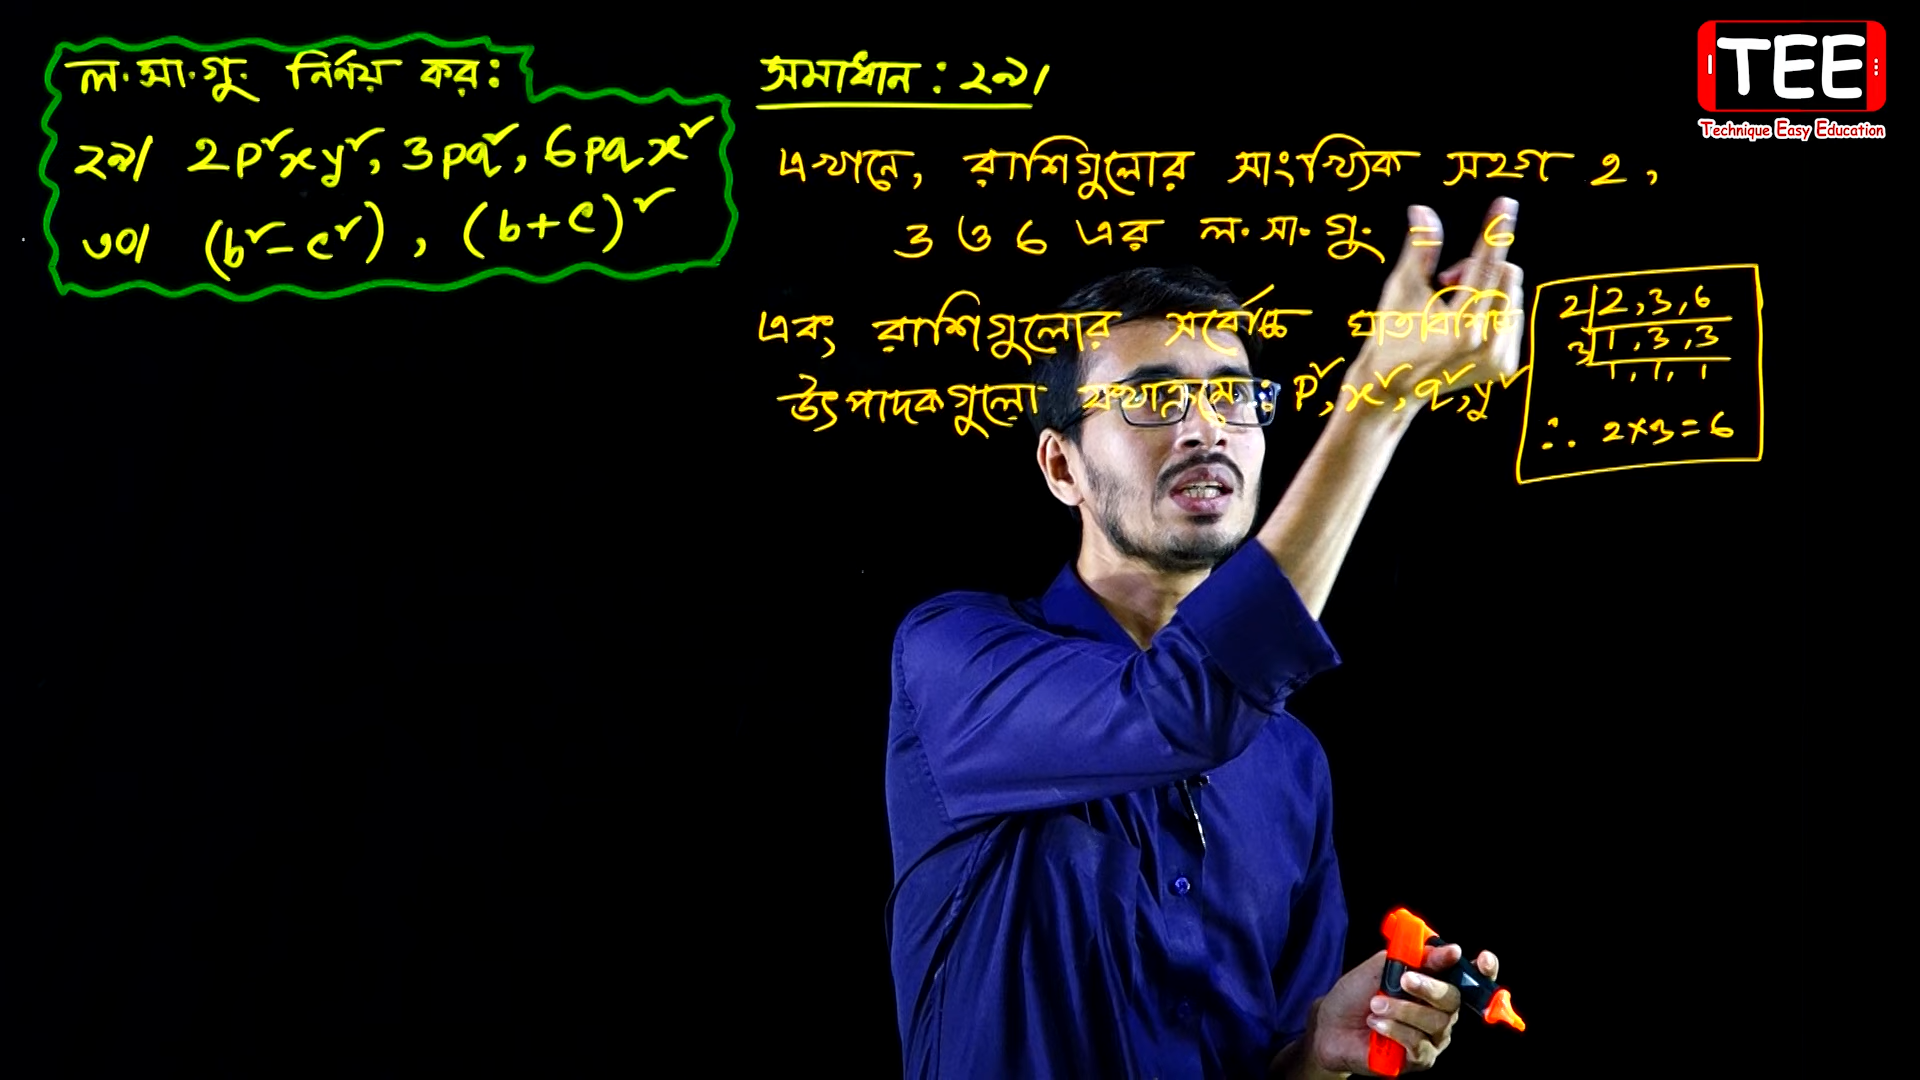 ল.সা.গু. নির্নয় কর:
২৯। 2p²xy², 3pq², 6pqx²
৩০। (b²-c²), (b+c)²
সমাধান : ২৯।
এখানে, রাশিগুলোর সাংখ্যিক সহগ 2,
3 ও 6 এর ল.সা.গু. = 6
এবং রাশিগুলোর সর্বোচ্চ ঘাতবিশিষ্ট
উৎপাদকগুলো যথাক্রমে : p², x², q², y²
2|2,3,6
3|1,3,3
1,1,1
∴ 2×3=6
TEE
Technique Easy Education